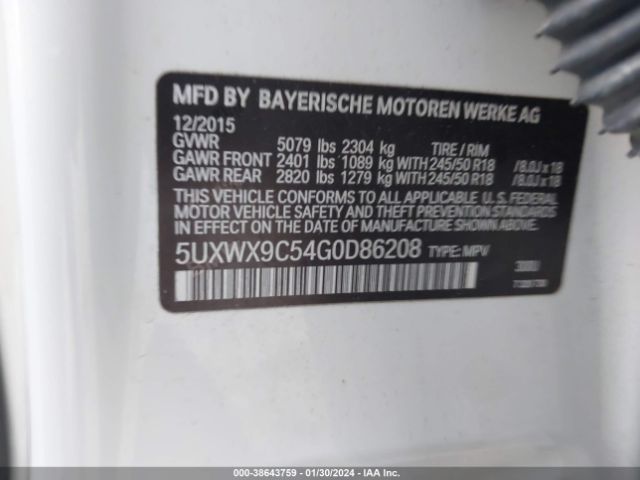 MFD BY BAYERISCHE MOTOREN WERKE AG
12/2015
GVWR 5079 lbs 2304 kg TIRE / RIM
GAWR FRONT 2401 lbs 1089 kg WITH 245/50 R18 /8.0J x 18
GAWR REAR 2820 lbs 1279 kg WITH 245/50 R18 /8.0J x 18
THIS VEHICLE CONFORMS TO ALL APPLICABLE U. S. FEDERAL
MOTOR VEHICLE SAFETY AND THEFT PREVENTION STANDARDS
IN EFFECT ON THE DATE OF MANUFACTURE SHOWN ABOVE.
5UXWX9C54G0D86208 TYPE: MPV
000-38643759 - 01/30/2024 - IAA Inc.